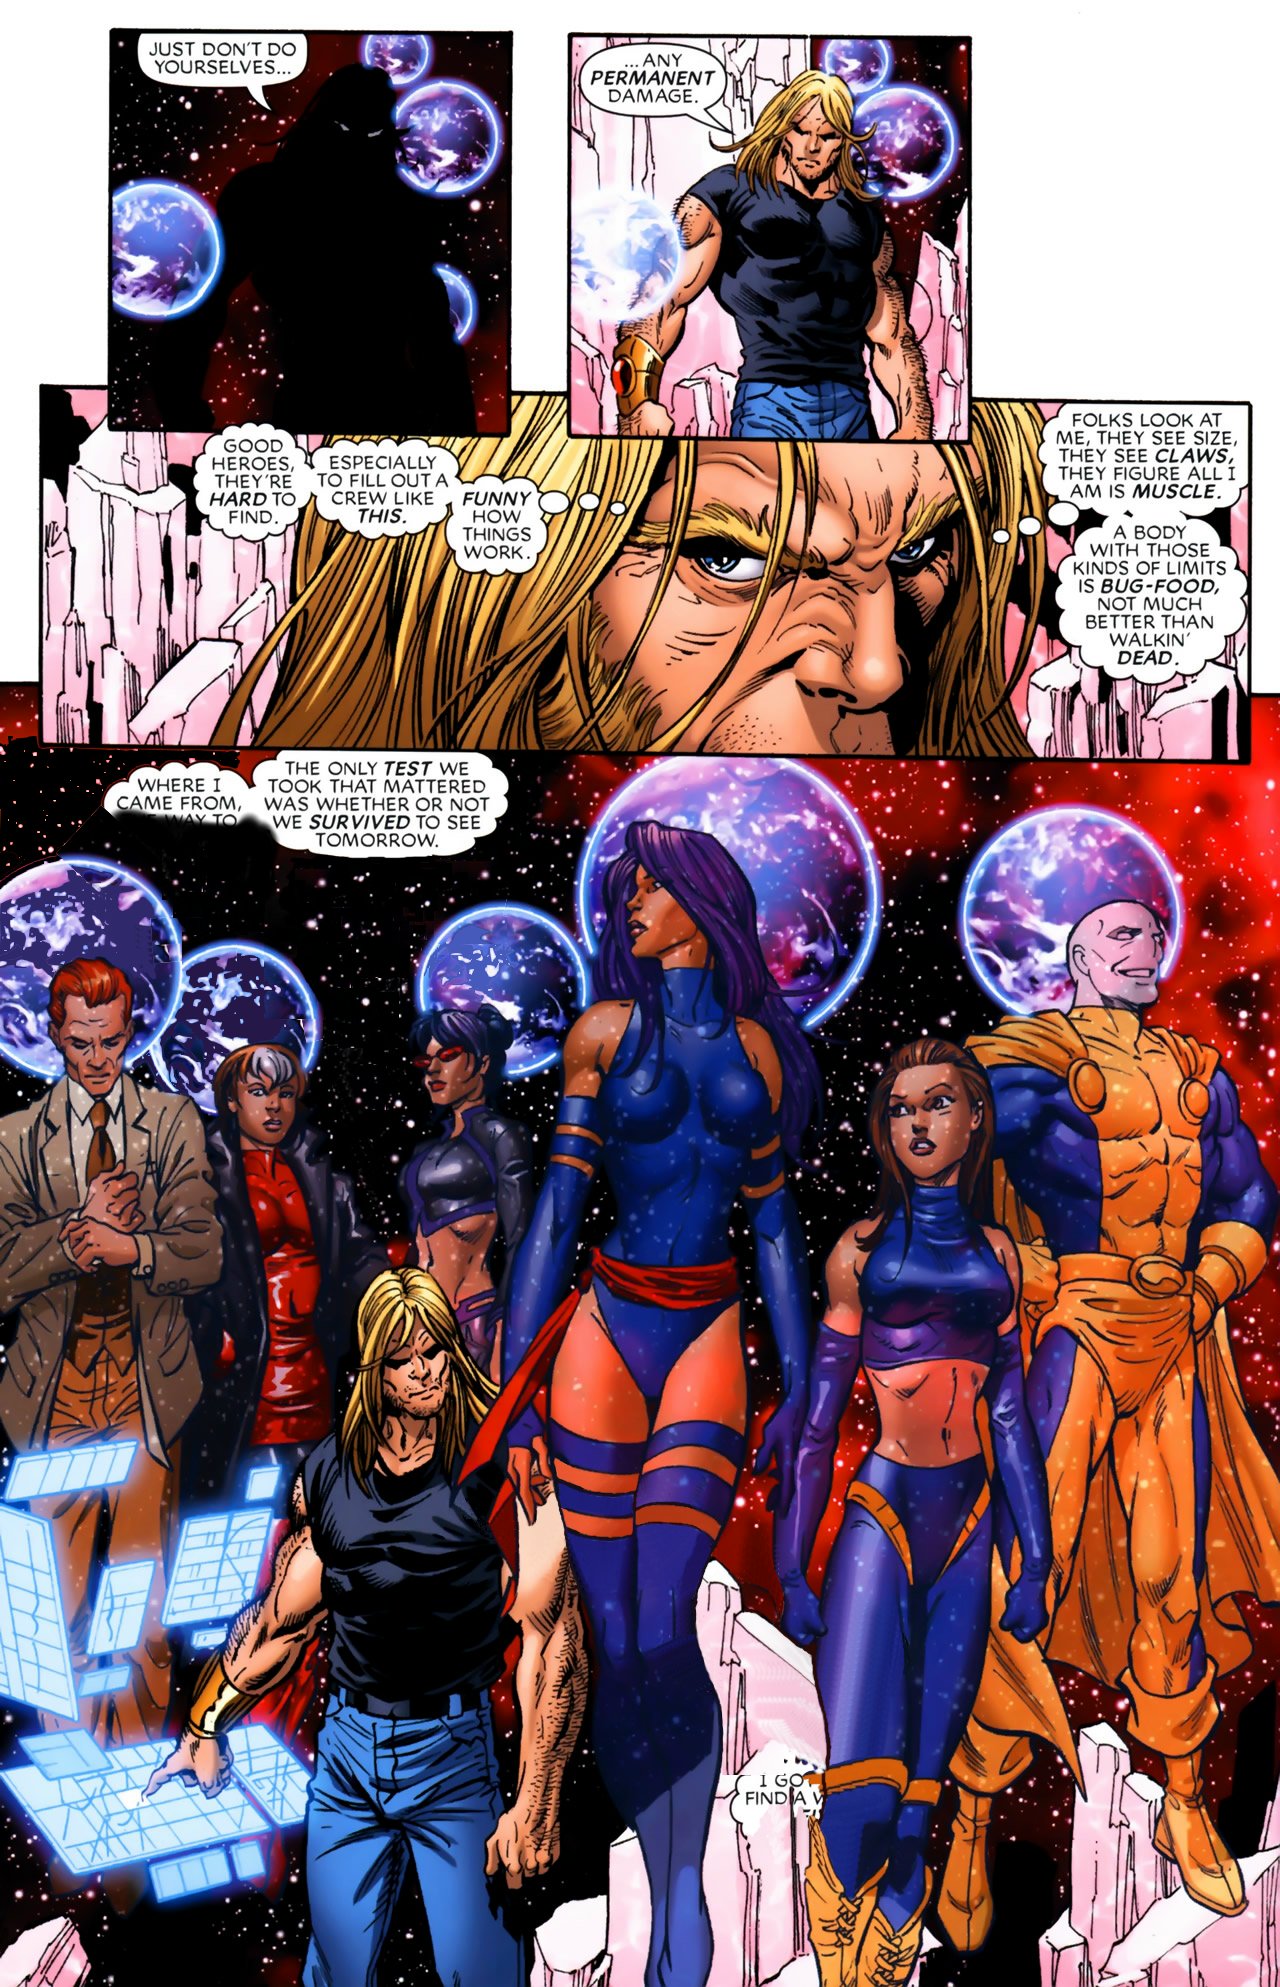 JUST DON'T DO
YOURSELVES...
...ANY
PERMANENT
DAMAGE.
GOOD
HEROES,
THEY'RE
HARD TO
FIND.
ESPECIALLY
TO FILL OUT A
CREW LIKE
THIS.
FUNNY
HOW
THINGS
WORK.
FOLKS LOOK AT
ME, THEY SEE SIZE,
THEY SEE CLAWS,
THEY FIGURE ALL I
AM IS MUSCLE.
A BODY
WITH THOSE
KINDS OF LIMITS
IS BUG-FOOD,
NOT MUCH
BETTER THAN
WALKIN'
DEAD.
WHERE I
CAME FROM,
WAY TO
THE ONLY TEST WE
TOOK THAT MATTERED
WAS WHETHER OR NOT
WE SURVIVED TO SEE
TOMORROW.
I GO
FIND A